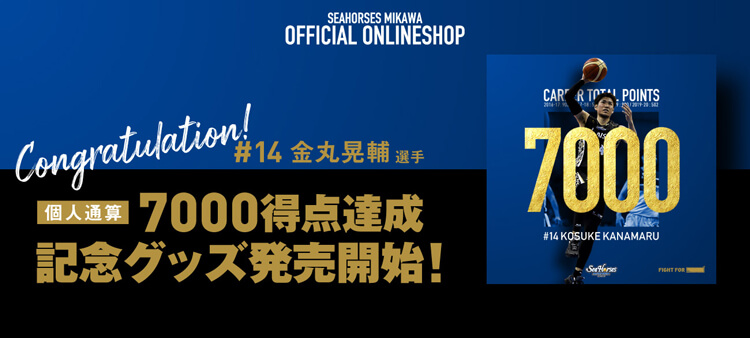 SEAHORSES MIKAWA
OFFICIAL ONLINESHOP
Congratulation!
#14 金丸晃輔 選手
個人通算 7000得点達成
記念グッズ発売開始!
CAREER TOTAL POINTS
7000
#14 KOSUKE KANAMARU
SeaHorses
FIGHT FOR